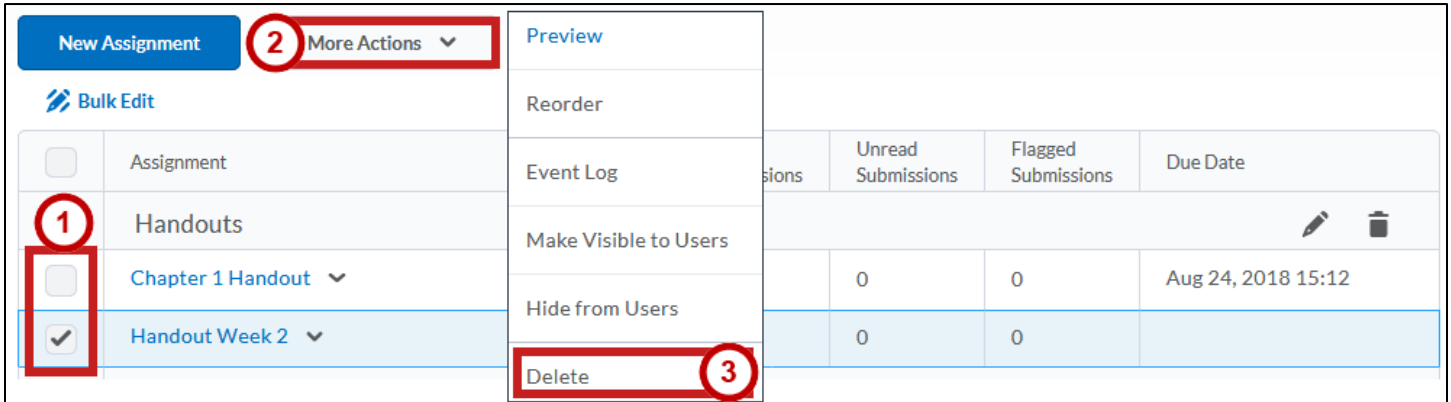 New Assignment
2
More Actions
Preview
Bulk Edit
Reorder
Assignment
Event Log
sions
Unread
Submissions
Flagged
Submissions
Due Date
1
Handouts
Make Visible to Users
Chapter 1 Handout
0
0
Aug 24, 2018 15:12
Hide from Users
Handout Week 2
0
0
Delete
3